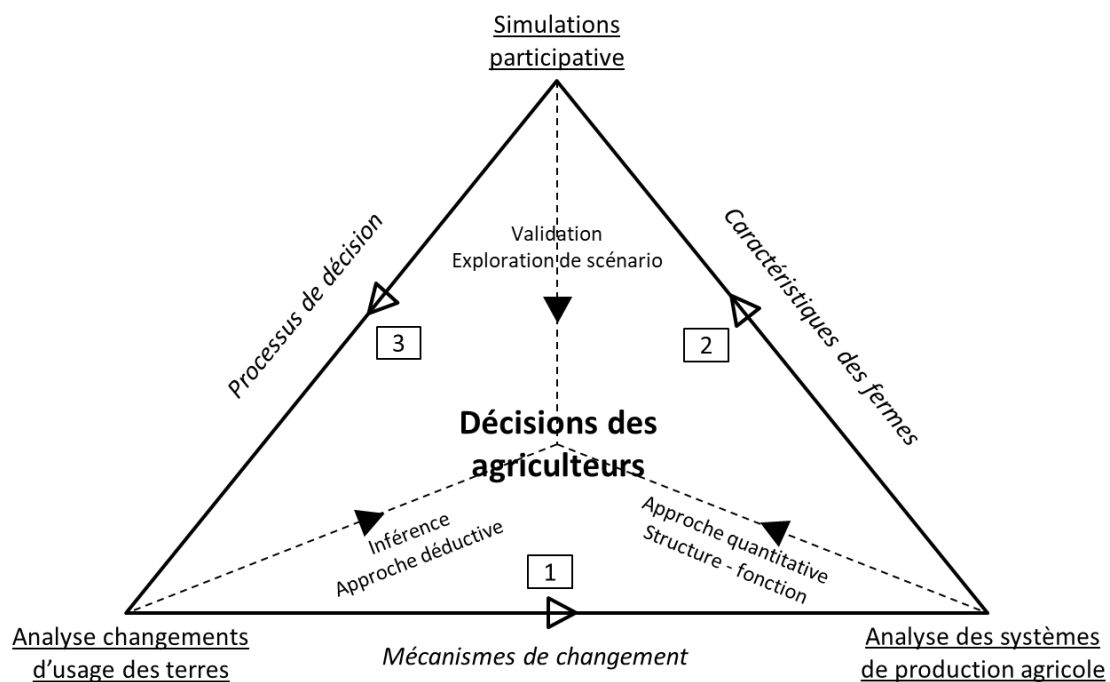 Simulations
participative
Validation
Exploration de scénario
Processus de décision
Caractéristiques des fermes
3
2
Décisions des
agriculteurs
Inférence
Approche déductive
Approche quantitative
Structure - fonction
1
Analyse changements
d’usage des terres
Mécanismes de changement
Analyse des systèmes
de production agricole